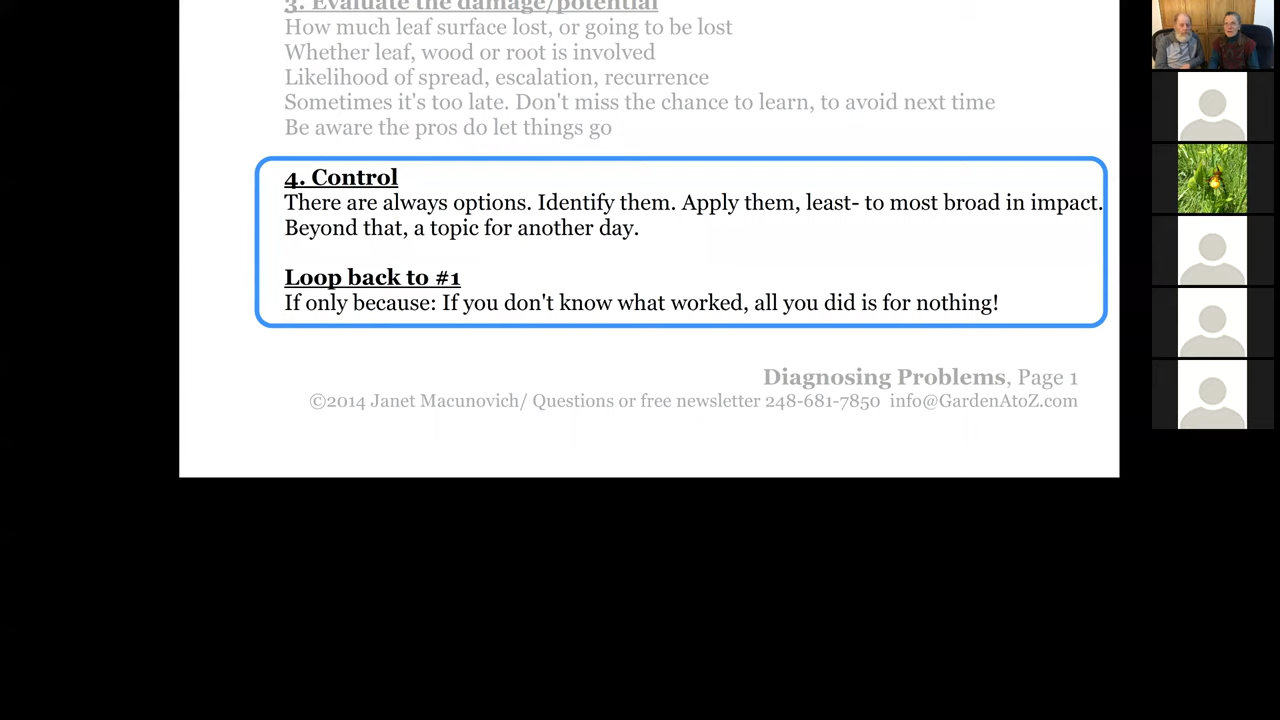 3. Evaluate the damage/potential
How much leaf surface lost, or going to be lost
Whether leaf, wood or root is involved
Likelihood of spread, escalation, recurrence
Sometimes it's too late. Don't miss the chance to learn, to avoid next time
Be aware the pros do let things go
4. Control
There are always options. Identify them. Apply them, least- to most broad in impact.
Beyond that, a topic for another day.
Loop back to #1
If only because: If you don't know what worked, all you did is for nothing!
Diagnosing Problems, Page 1
©2014 Janet Macunovich/ Questions or free newsletter 248-681-7850 info@GardenAtoZ.com